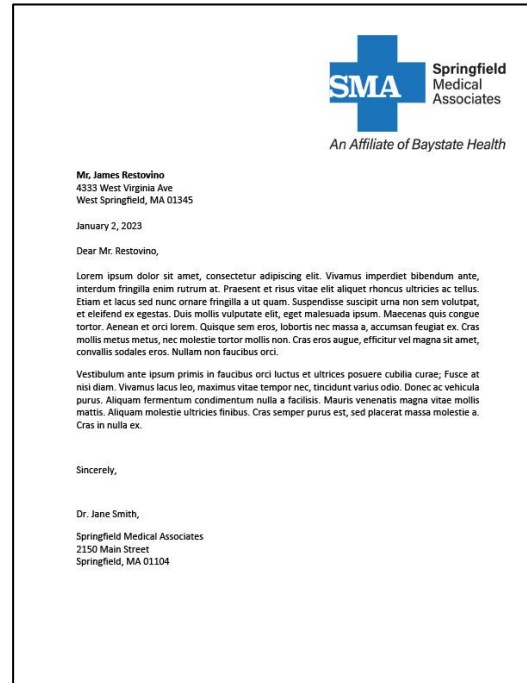 SMA
Springfield
Medical
Associates
An Affiliate of Baystate Health
Mr, James Restovino
4333 West Virginia Ave
West Springfield, MA 01345
January 2, 2023
Dear Mr. Restovino,
Lorem ipsum dolor sit amet, consectetur adipiscing elit. Vivamus imperdiet bibendum ante,
interdum fringilla enim rutrum at. Praesent et risus vitae elit aliquet rhoncus ultricies ac tellus.
Etiam et lacus sed nunc ornare fringilla a ut quam. Suspendisse suscipit urna non sem volutpat,
et eleifend ex egestas. Duis mollis vulputate elit, eget malesuada ipsum. Maecenas quis congue
tortor. Aenean et orci lorem. Quisque sem eros, lobortis nec massa a, accumsan feugiat ex. Cras
mollis metus metus, nec molestie tortor mollis non. Cras eros augue, efficitur vel magna sit amet,
convallis sodales eros. Nullam non faucibus orci.
Vestibulum ante ipsum primis in faucibus orci luctus et ultrices posuere cubilia curae; Fusce at
nisi diam. Vivamus lacus leo, maximus vitae tempor nec, tincidunt varius odio. Donec ac vehicula
purus. Aliquam fermentum condimentum nulla a facilisis. Mauris venenatis magna vitae mollis
mattis. Aliquam molestie ultricies finibus. Cras semper purus est, sed placerat massa molestie a.
Cras in nulla ex.
Sincerely,
Dr. Jane Smith,
Springfield Medical Associates
2150 Main Street
Springfield, MA 01104